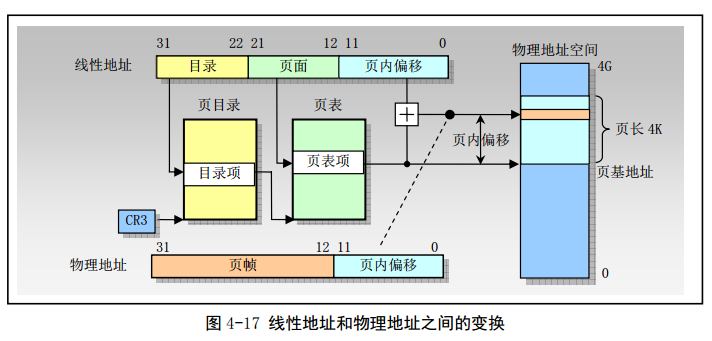 31 22 21 12 11 0
线性地址 目录 页面 页内偏移
物理地址空间
4G
页目录 页表
页内偏移
页长 4K
目录项 页表项
页基地址
CR3
31 12 11 0
物理地址 页帧 页内偏移
0
图 4-17 线性地址和物理地址之间的变换